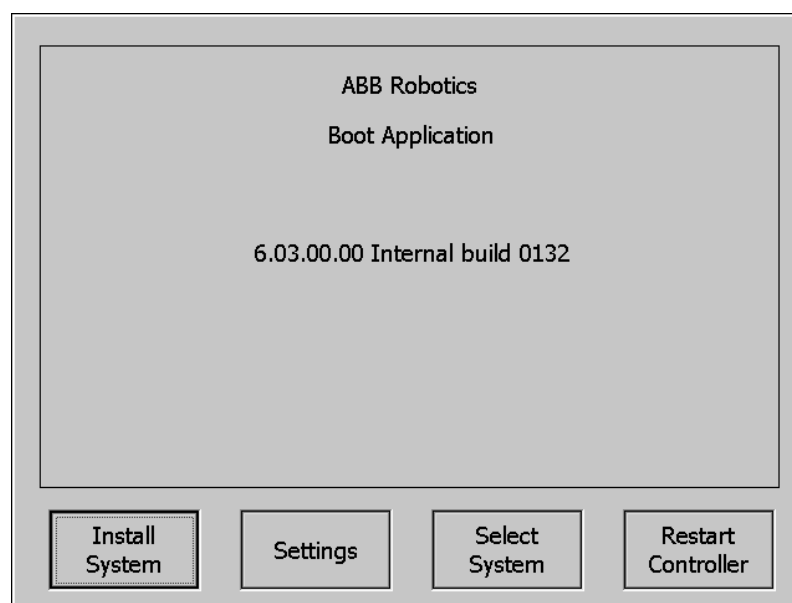 ABB Robotics
Boot Application
6.03.00.00 Internal build 0132
Install
System
Settings
Select
System
Restart
Controller